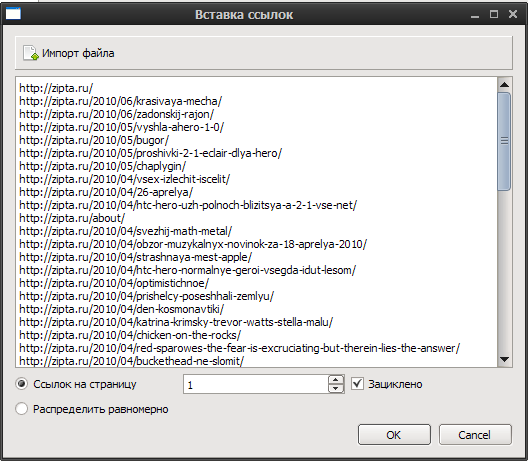 Вставка ссылок
Импорт файла
http://zipta.ru/
http://zipta.ru/2010/06/krasivaya-mecha/
http://zipta.ru/2010/06/zadonskij-rajon/
http://zipta.ru/2010/05/vyshla-ahero-1-0/
http://zipta.ru/2010/05/bugor/
http://zipta.ru/2010/05/proshivki-2-1-eclair-dlya-hero/
http://zipta.ru/2010/05/chaplygin/
http://zipta.ru/2010/04/vsex-izlechit-iscelit/
http://zipta.ru/2010/04/26-aprelya/
http://zipta.ru/2010/04/htc-hero-uzh-polnoch-blizitsya-a-2-1-vse-net/
http://zipta.ru/about/
http://zipta.ru/2010/04/svezhij-math-metal/
http://zipta.ru/2010/04/obzor-muzykalnyx-novinok-za-18-aprelya-2010/
http://zipta.ru/2010/04/strashnaya-mest-apple/
http://zipta.ru/2010/04/htc-hero-normalnye-geroi-vsegda-idut-lesom/
http://zipta.ru/2010/04/optimistichnoe/
http://zipta.ru/2010/04/prishelcy-poseshhali-zemlyu/
http://zipta.ru/2010/04/den-kosmonavtiki/
http://zipta.ru/2010/04/katrina-krimsky-trevor-watts-stella-malu/
http://zipta.ru/2010/04/chicken-on-the-rocks/
http://zipta.ru/2010/04/red-sparowes-the-fear-is-excruciating-but-therein-lies-the-answer/
http://zipta.ru/2010/04/buckethead-ne-slomit/
Ссылок на страницу 1 Зациклено
Распределить равномерно
OK Cancel